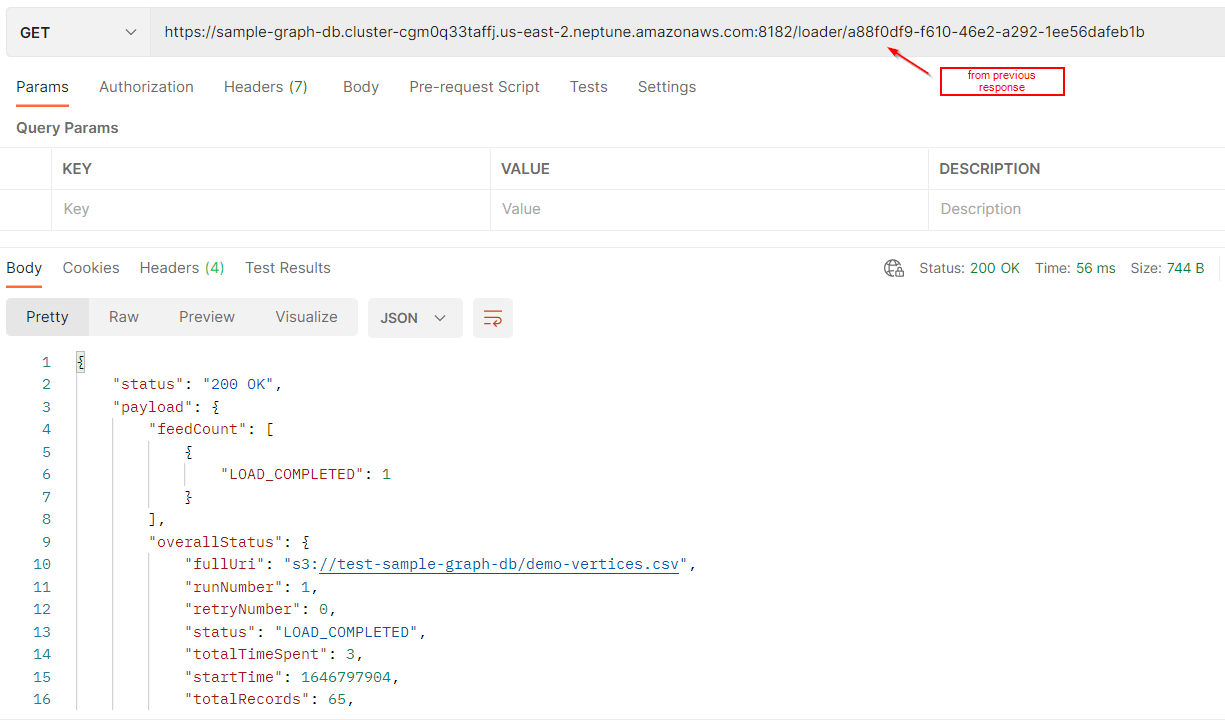 GET https://sample-graph-db.cluster-cgm0q33taffj.us-east-2.neptune.amazonaws.com:8182/loader/a88f0df9-f610-46e2-a292-1ee56dafeb1b
from previous
response
Params Authorization Headers (7) Body Pre-request Script Tests Settings
Query Params
KEY VALUE DESCRIPTION
Key Value Description
Body Cookies Headers (4) Test Results Status: 200 OK Time: 56 ms Size: 744 B
Pretty Raw Preview Visualize JSON
1 {
2 "status": "200 OK",
3 "payload": {
4 "feedCount": [
5 {
6 "LOAD_COMPLETED": 1
7 }
8 ],
9 "overallStatus": {
10 "fullUri": "s3://test-sample-graph-db/demo-vertices.csv",
11 "runNumber": 1,
12 "retryNumber": 0,
13 "status": "LOAD_COMPLETED",
14 "totalTimeSpent": 3,
15 "startTime": 1646797904,
16 "totalRecords": 65,